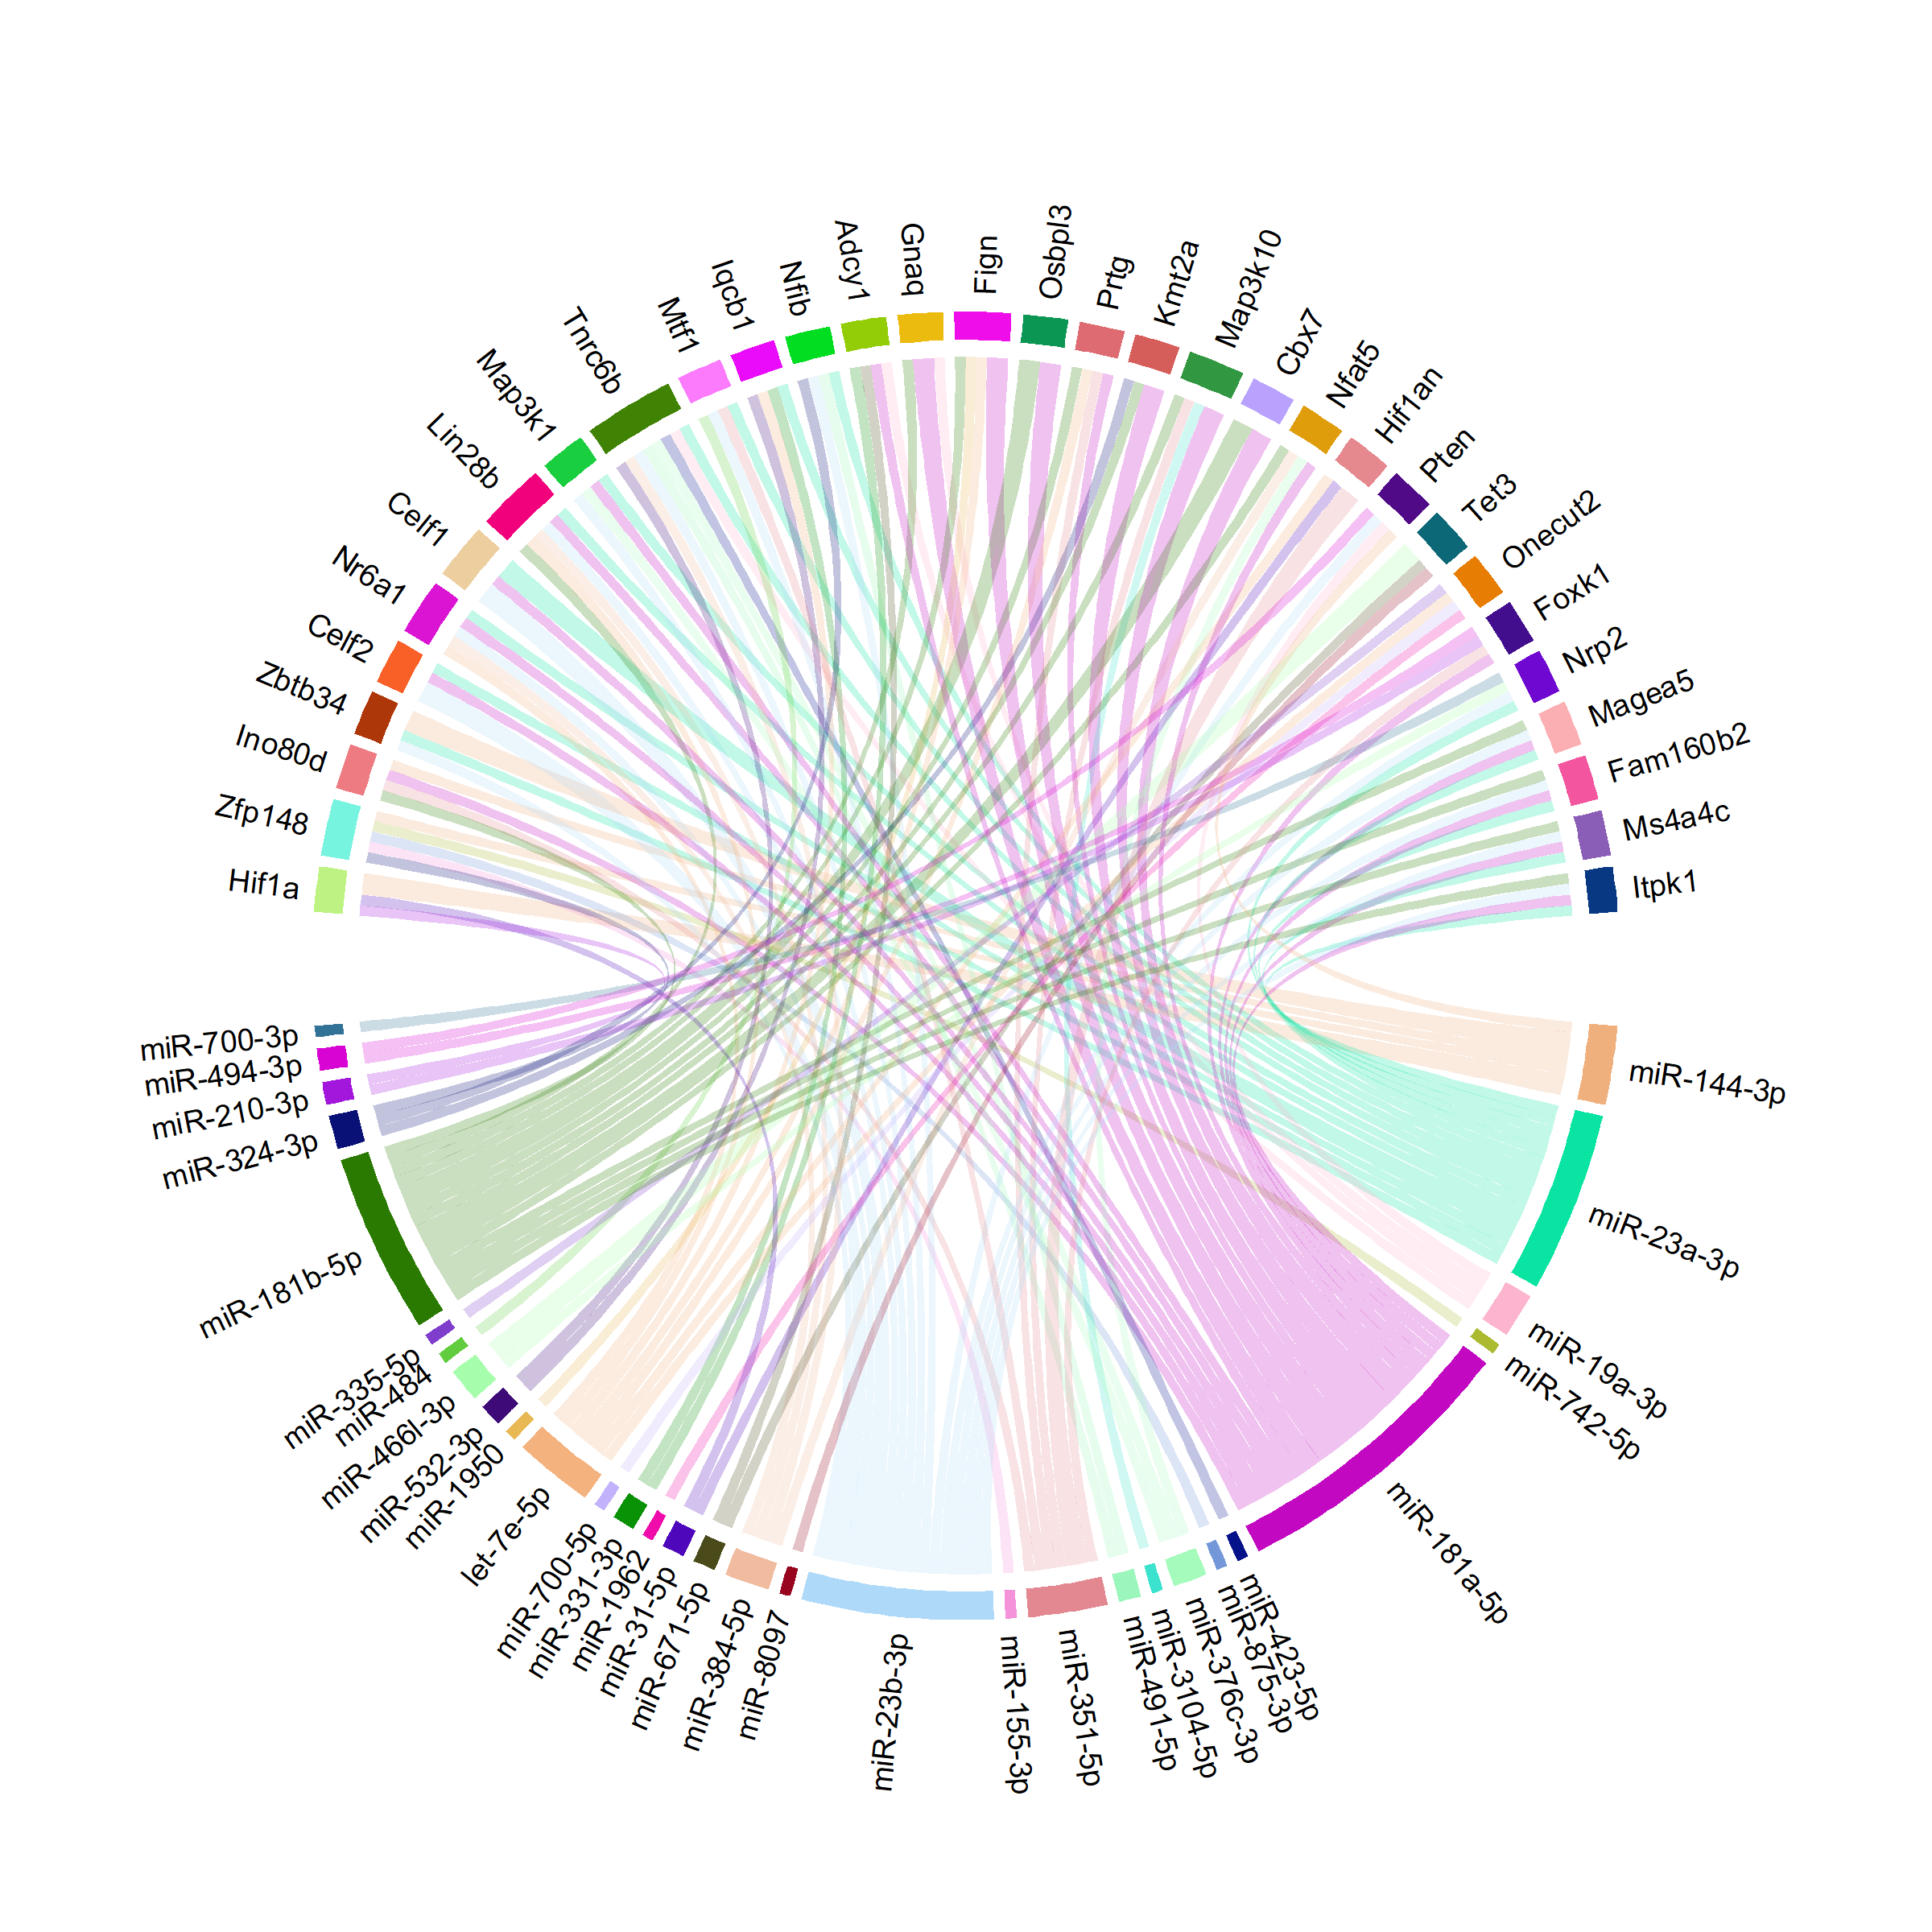 Hif1a
Zfp148
Ino80d
Zbtb34
Celf2
Nr6a1
Celf1
Lin28b
Map3k1
Tnrc6b
Mtf1
Iqcb1
Nfib
Adcy1
Gnaq
Fign
Osbpl3
Prtg
Kmt2a
Map3k10
Cbx7
Nfat5
Hif1an
Pten
Tet3
Onecut2
Foxk1
Nrp2
Magea5
Fam160b2
Ms4a4c
Itpk1
miR-144-3p
miR-23a-3p
miR-19a-3p
miR-742-5p
miR-181a-5p
miR-423-5p
miR-875-3p
miR-376c-3p
miR-3104-5p
miR-491-5p
miR-351-5p
miR-155-3p
miR-23b-3p
miR-8097
miR-384-5p
miR-671-5p
miR-31-5p
miR-1962
miR-331-3p
miR-700-5p
let-7e-5p
miR-1950
miR-532-3p
miR-466l-3p
miR-484
miR-335-5p
miR-181b-5p
miR-324-3p
miR-210-3p
miR-494-3p
miR-700-3p